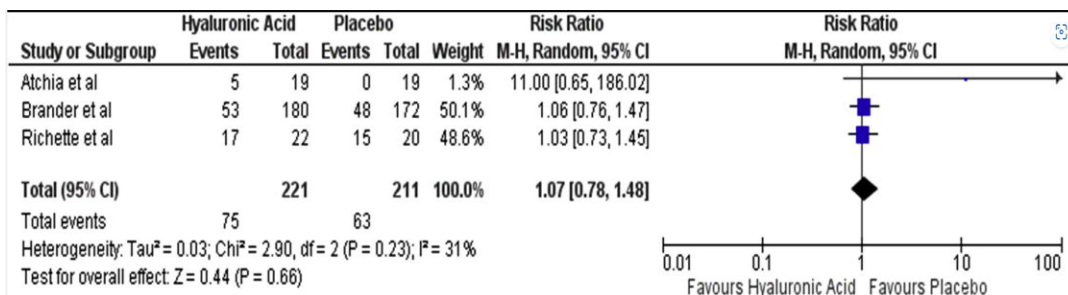 Hyaluronic Acid Placebo Risk Ratio Risk Ratio
Study or Subgroup Events Total Events Total Weight M-H, Random, 95% CI M-H, Random, 95% CI
Atchia et al 5 19 0 19 1.3% 11.00 [0.65, 186.02]
Brander et al 53 180 48 172 50.1% 1.06 [0.76, 1.47]
Richette et al 17 22 15 20 48.6% 1.03 [0.73, 1.45]
Total (95% CI) 221 211 100.0% 1.07 [0.78, 1.48]
Total events 75 63
Heterogeneity: Tau² = 0.03; Chi² = 2.90, df = 2 (P = 0.23); I² = 31%
Test for overall effect: Z = 0.44 (P = 0.66)
0.01 0.1 1 10 100
Favours Hyaluronic Acid Favours Placebo